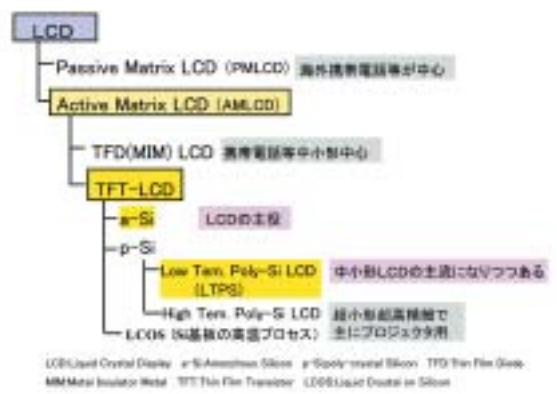 LCD
Passive Matrix LCD (PMLCD) 海外携帯電話等が中心
Active Matrix LCD (AMLCD)
TFD(MIM) LCD 携帯電話等中小形中心
TFT-LCD
a-Si LCDの主役
p-Si
Low Tem. Poly-Si LCD 中小形LCDの主流になりつつある
(LTPS)
High Tem. Poly-Si LCD 超小形超高精細で
主にプロジェクタ用
LCOS (Si基板の高温プロセス)
LCD:Liquid Crystal Display a-Si:Amorphous Silicon p-Si:poly-crystal Silicon TFD:Thin Film Diode
MIM:Metal Insulator Metal TFT:Thin Film Transistor LCOS:Liquid Crystal on Silicon